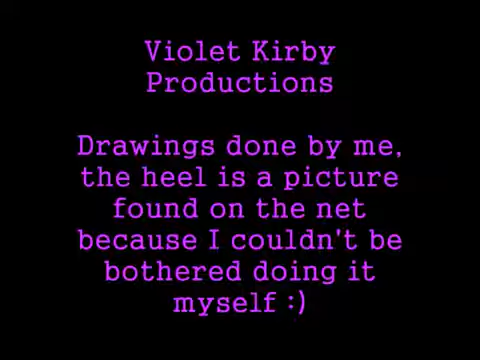 Violet Kirby
Productions
Drawings done by me,
the heel is a picture
found on the net
because I couldn't be
bothered doing it
myself :)